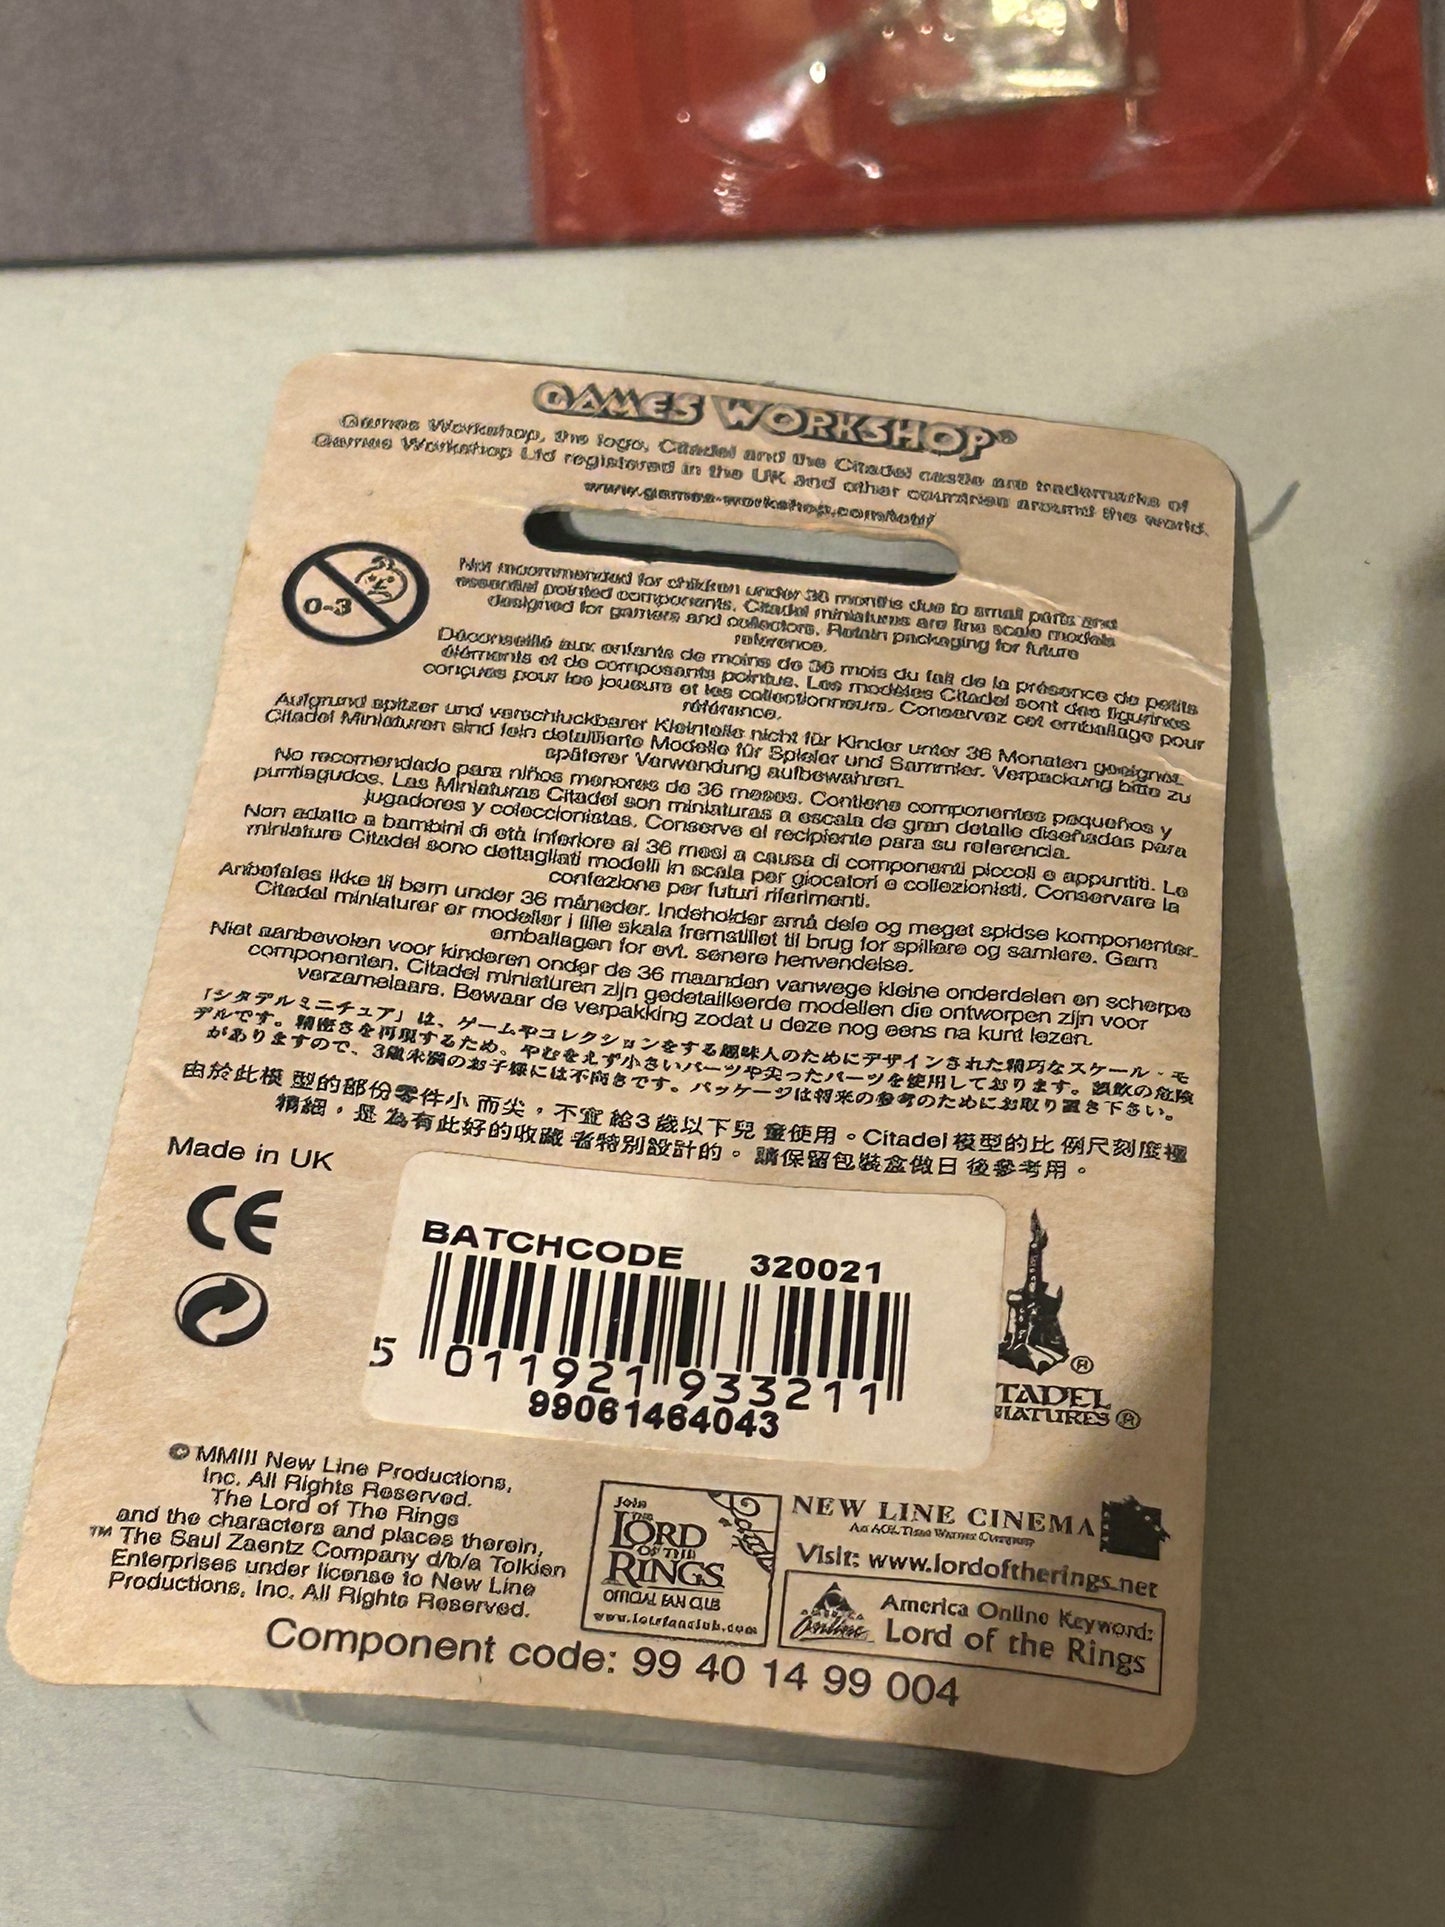 GAMES WORKSHOP®
Games Workshop, the logo, Citadel and the Citadel castle are trademarks of
Games Workshop Ltd registered in the UK and other countries around the world.
www.games-workshop.com/lotr/
0-3
Not recommended for children under 36 months due to small parts and
essential pointed components. Citadel miniatures are fine scale models
designed for gamers and collectors. Retain packaging for future
reference.
Déconseillé aux enfants de moins de 36 mois du fait de la présence de petits
éléments et de composants pointus. Les modèles Citadel sont des figurines
conçues pour les joueurs et les collectionneurs. Conservez cet emballage pour
référence.
Aufgrund spitzer und verschluckbarer Kleinteile nicht für Kinder unter 36 Monaten geeignet.
Citadel Miniaturen sind fein detaillierte Modelle für Spieler und Sammler. Verpackung bitte zu
späterer Verwendung aufbewahren.
No recomendado para niños menores de 36 meses. Contiene componentes pequeños y
puntiagudos. Las Miniaturas Citadel son miniaturas a escala de gran detalle diseñadas para
jugadores y coleccionistas. Conserve el recipiente para su referencia.
Non adatto a bambini di età inferiore ai 36 mesi a causa di componenti piccoli e appuntiti. Le
miniature Citadel sono dettagliati modelli in scala per giocatori e collezionisti. Conservare la
confezione per futuri riferimenti.
Anbefales ikke til børn under 36 måneder. Indeholder små dele og meget spidse komponenter.
Citadel miniaturer er modeller i lille skala fremstillet til brug for spillere og samlere. Gem
emballagen for evt. senere henvendelse.
Niet aanbevolen voor kinderen onder de 36 maanden vanwege kleine onderdelen en scherpe
componenten. Citadel miniaturen zijn gedetailleerde modellen die ontworpen zijn voor
verzamelaars. Bewaar de verpakking zodat u deze nog eens na kunt lezen.
「シタデルミニチュア」は、ゲームやコレクションをする趣味人のためにデザインされた精巧なスケール・モ
デルです。精密さを再現するため、やむをえず小さいパーツや尖ったパーツを使用しております。誤飲の危険
がありますので、3歳未満のお子様には不向きです。パッケージは将来の参考のためにお取り置き下さい。
由於此模型的部份零件小而尖，不宜給3歲以下兒童使用。Citadel模型的比例尺刻度極
精細，是為有此好的收藏者特別設計的。請保留包裝盒做日後參考用。
Made in UK
CE
BATCHCODE 320021
5 011921 933211
99061464043
TADEL
IATURES®
© MMIII New Line Productions,
Inc. All Rights Reserved.
The Lord of The Rings
and the characters and places therein,
™ The Saul Zaentz Company d/b/a Tolkien
Enterprises under license to New Line
Productions, Inc. All Rights Reserved.
Join
THE
LORD
OF THE
RINGS
OFFICIAL FAN CLUB
www.lotrfanclub.com
NEW LINE CINEMA
An AOL Time Warner Company
Visit: www.lordoftherings.net
AMERICA
Online
America Online Keyword:
Lord of the Rings
Component code: 99 40 14 99 004